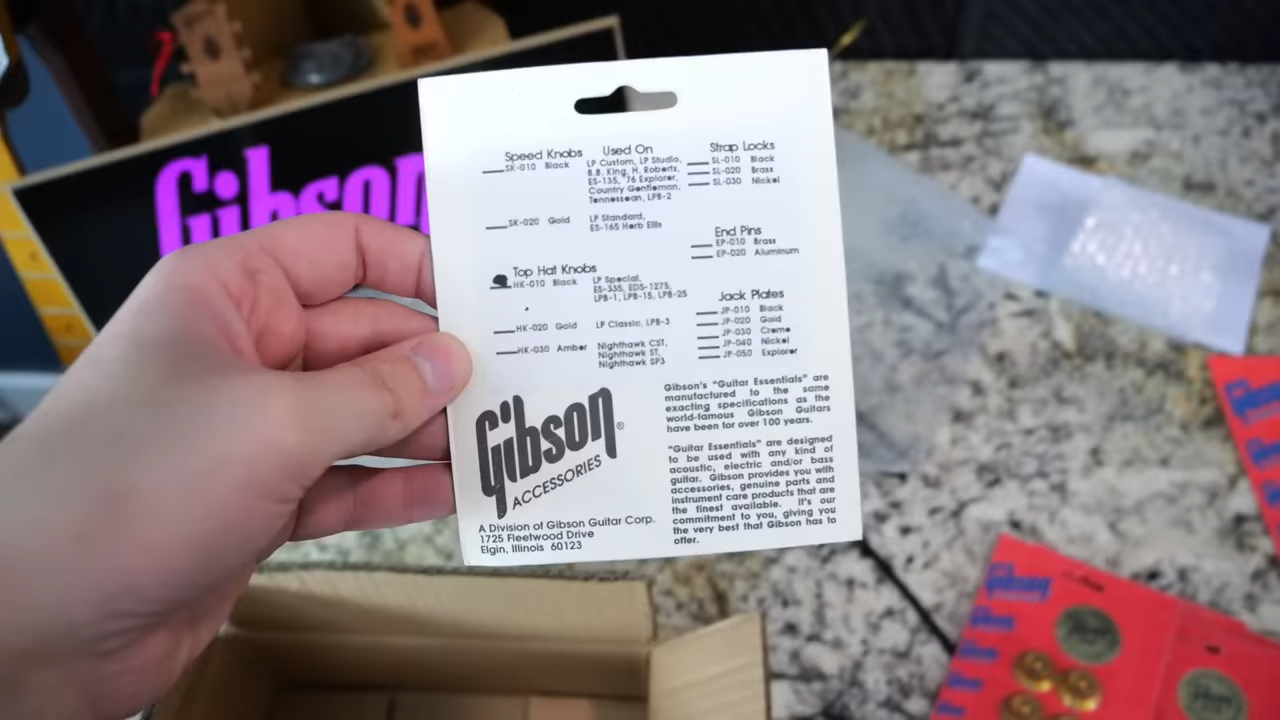 Gibson
Speed Knobs Used On
SK-010 Black LP Custom, LP Studio,
B.B. King, H. Roberts,
ES-135, '76 Explorer,
Country Gentleman,
Tennessean, LPB-2
SK-020 Gold LP Standard,
ES-165 Herb Ellis
Top Hat Knobs
HK-010 Black LP Special,
ES-335, EDS-1275,
LPB-1, LPB-15, LPB-25
HK-020 Gold LP Classic, LPB-3
HK-030 Amber Nighthawk CST,
Nighthawk ST,
Nighthawk SP3
Strap Locks
SL-010 Black
SL-020 Brass
SL-030 Nickel
End Pins
EP-010 Brass
EP-020 Aluminum
Jack Plates
JP-010 Black
JP-020 Gold
JP-030 Creme
JP-040 Nickel
JP-050 Explorer
Gibson®
ACCESSORIES
A Division of Gibson Guitar Corp.
1725 Fleetwood Drive
Elgin, Illinois 60123
Gibson's "Guitar Essentials" are
manufactured to the same
exacting specifications as the
world-famous Gibson Guitars
have been for over 100 years.
"Guitar Essentials" are designed
to be used with any kind of
acoustic, electric and/or bass
guitar. Gibson provides you with
accessories, genuine parts and
instrument care products that are
the finest available. It's our
commitment to you, giving you
the very best that Gibson has to
offer.
Gibson